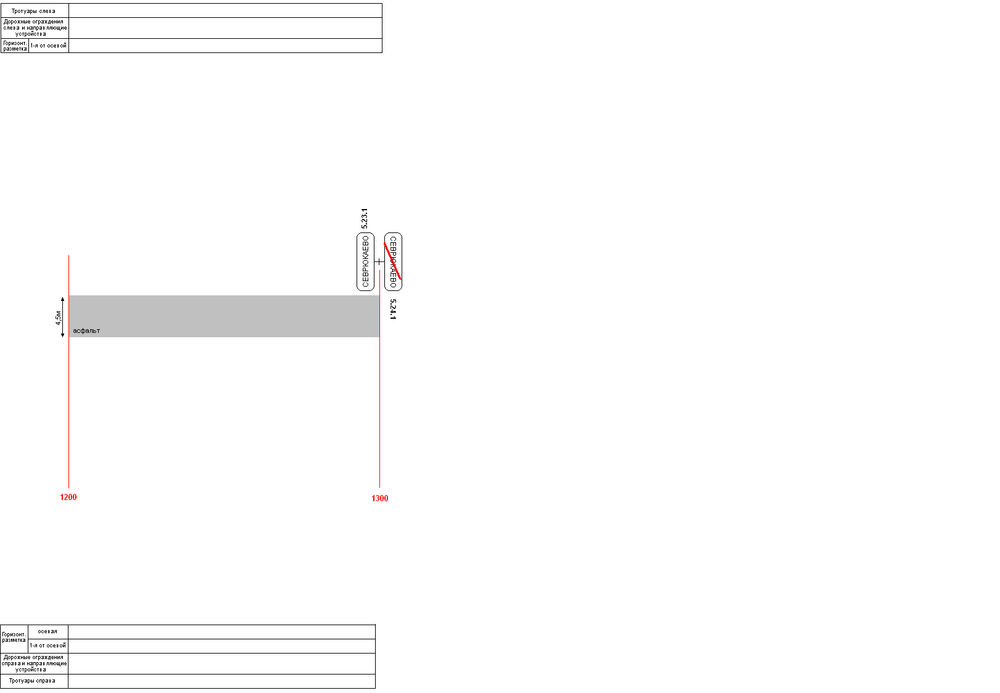 Тротуары слева
Дорожные ограждения
слева и направляющие
устройства
Горизонт.
разметка
1-я от осевой
5.23.1
СЕВРЮКАЕВО
СЕВРЮКАЕВО
5.24.1
4,5м
асфальт
1200
1300
Горизонт.
разметка
осевая
1-я от осевой
Дорожные ограждения
справа и направляющие
устройства
Тротуары справа